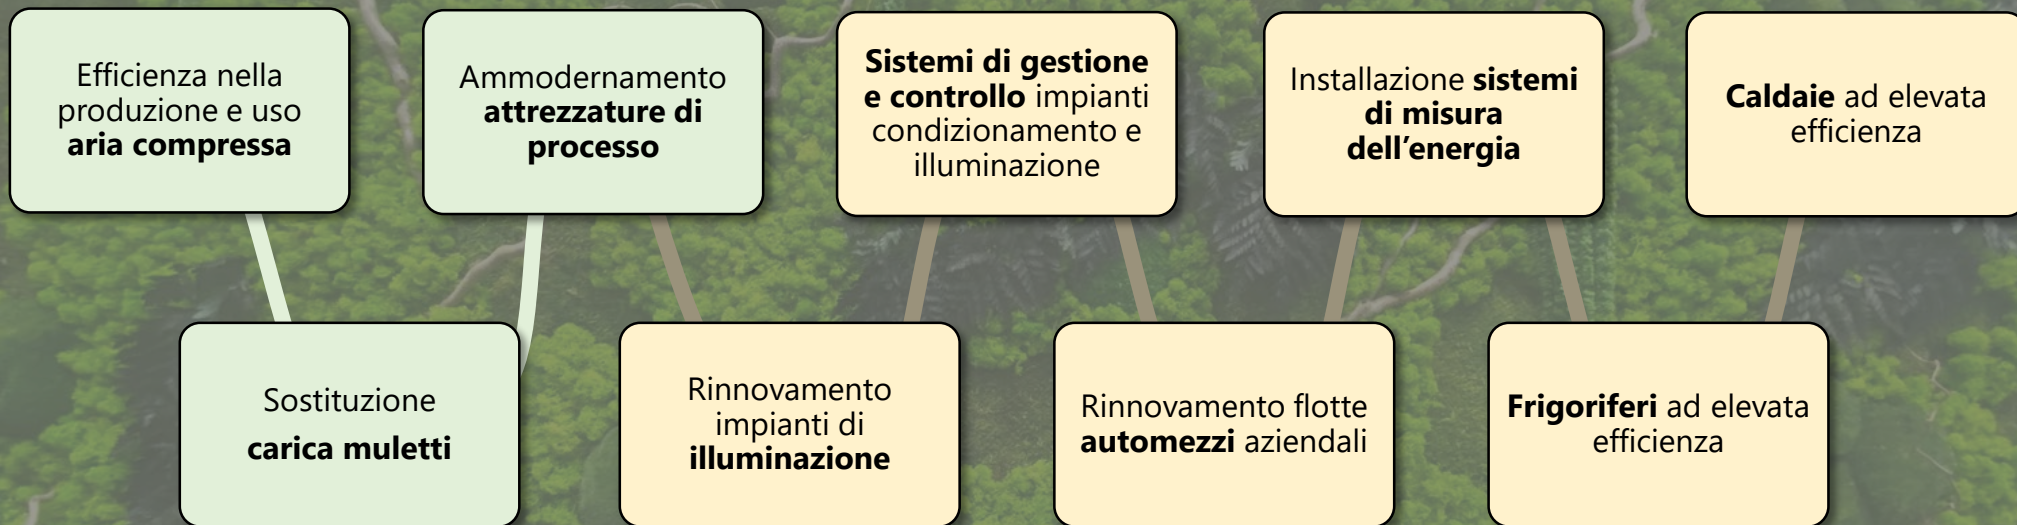 Efficienza nella
produzione e uso
aria compressa
Sostituzione
carica muletti
Ammodernamento
attrezzature di
processo
Rinnovamento
impianti di
illuminazione
Sistemi di gestione
e controllo impianti
condizionamento e
illuminazione
Rinnovamento flotte
automezzi aziendali
Installazione sistemi
di misura
dell’energia
Frigoriferi ad elevata
efficienza
Caldaie ad elevata
efficienza